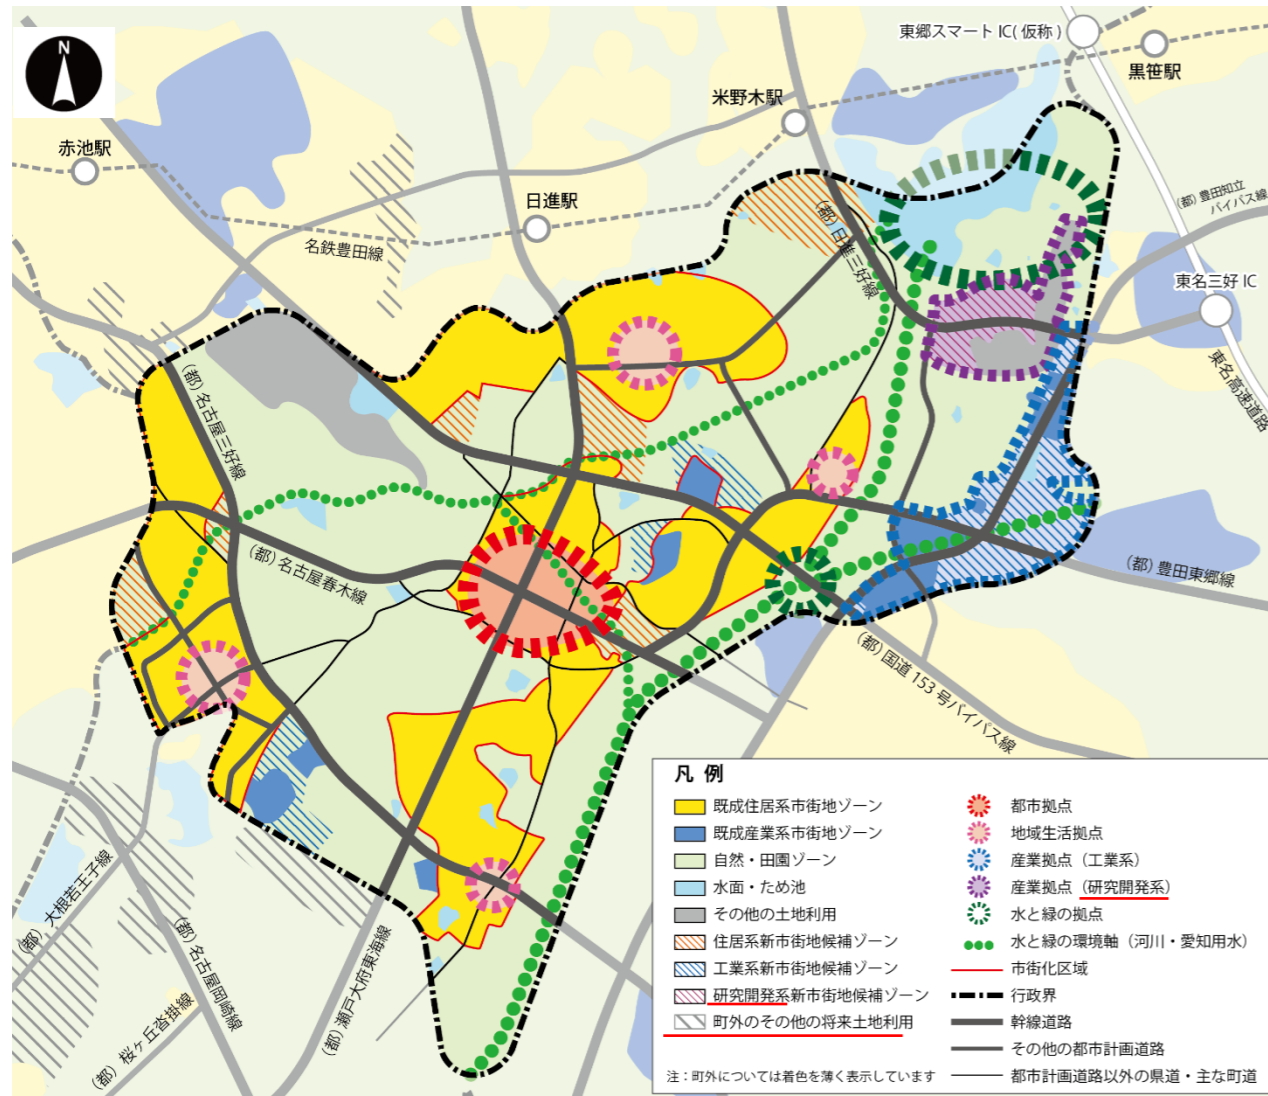 東郷スマートIC(仮称)
黒笹駅
N
米野木駅
赤池駅
(都)豊田知立
バイパス線
日進駅
(都)日進三好線
名鉄豊田線
東名三好IC
東名高速道路
(都)名古屋三好線
(都)名古屋春木線
(都)豊田東郷線
(都)国道153号バイパス線
(都)大根若王子線
(都)名古屋岡崎線
(都)瀬戸大府東海線
(都)桜ヶ丘沓掛線
凡 例
既成住居系市街地ゾーン
既成産業系市街地ゾーン
自然・田園ゾーン
水面・ため池
その他の土地利用
住居系新市街地候補ゾーン
工業系新市街地候補ゾーン
研究開発系新市街地候補ゾーン
町外のその他の将来土地利用
注:町外については着色を薄く表示しています
都市拠点
地域生活拠点
産業拠点(工業系)
産業拠点(研究開発系)
水と緑の拠点
水と緑の環境軸(河川・愛知用水)
市街化区域
行政界
幹線道路
その他の都市計画道路
都市計画道路以外の県道・主な町道